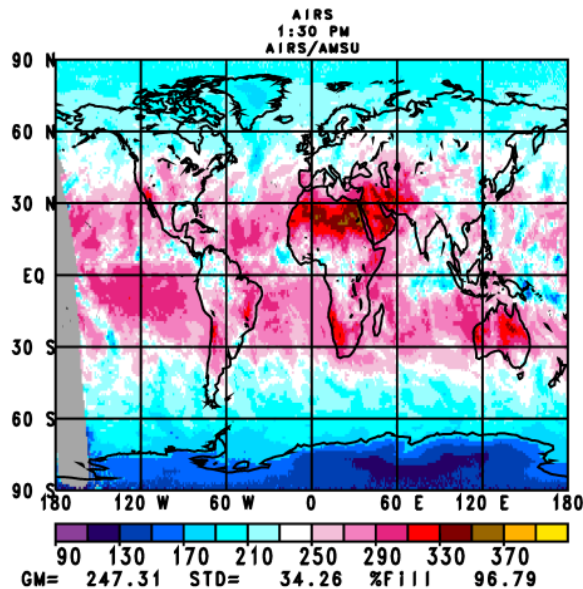 AIRS
1:30 PM
AIRS/AMSU
90 N
60 N
30 N
EQ
30 S
60 S
90 S
180 120 W 60 W 0 60 E 120 E 180
90 130 170 210 250 290 330 370
GM= 247.31 STD= 34.26 %Fill 96.79